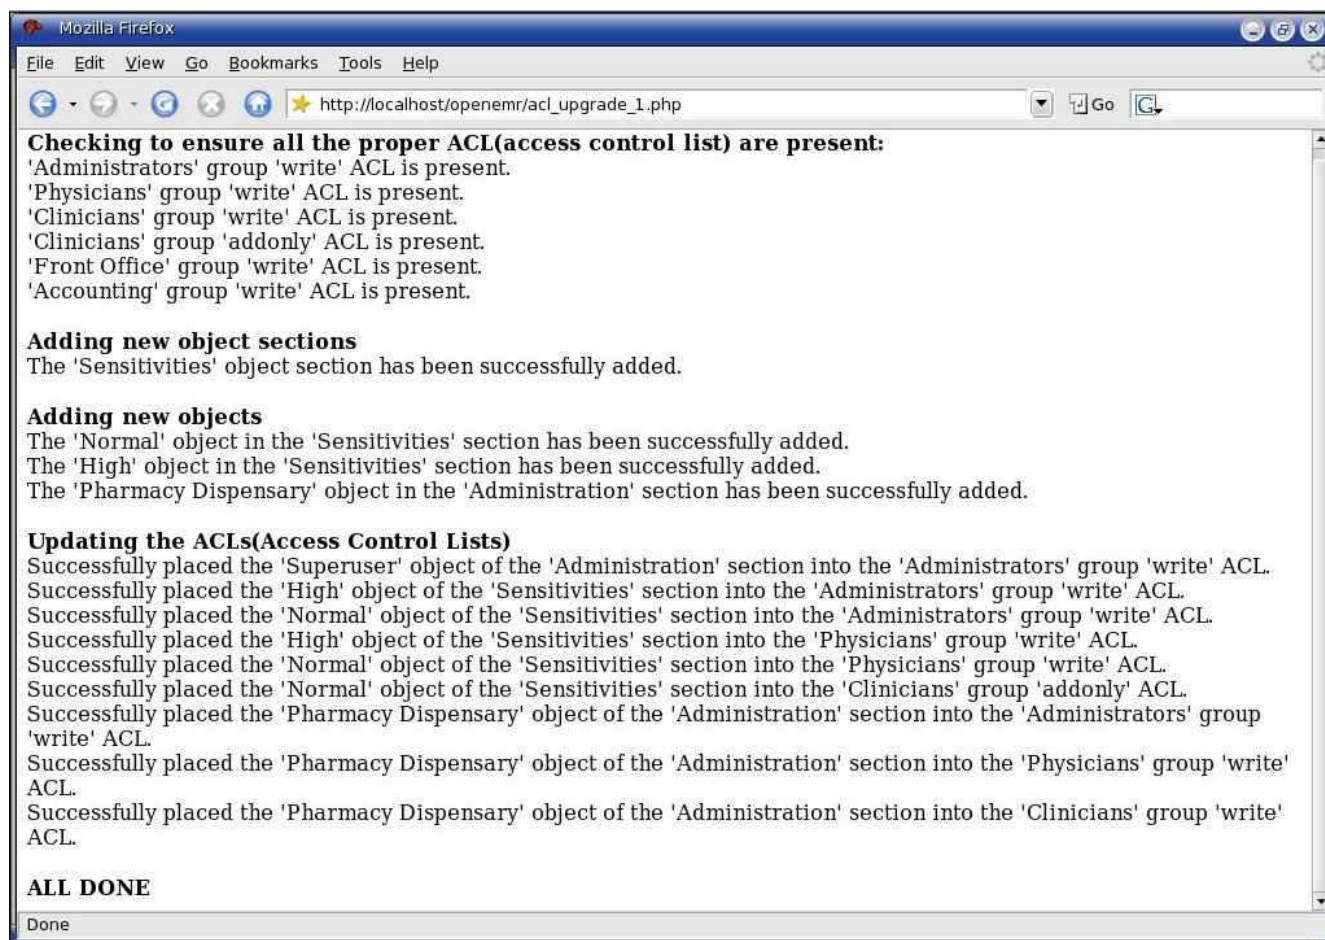 Mozilla Firefox
File Edit View Go Bookmarks Tools Help
http://localhost/openemr/acl_upgrade_1.php Go G
Checking to ensure all the proper ACL(access control list) are present:
'Administrators' group 'write' ACL is present.
'Physicians' group 'write' ACL is present.
'Clinicians' group 'write' ACL is present.
'Clinicians' group 'addonly' ACL is present.
'Front Office' group 'write' ACL is present.
'Accounting' group 'write' ACL is present.
Adding new object sections
The 'Sensitivities' object section has been successfully added.
Adding new objects
The 'Normal' object in the 'Sensitivities' section has been successfully added.
The 'High' object in the 'Sensitivities' section has been successfully added.
The 'Pharmacy Dispensary' object in the 'Administration' section has been successfully added.
Updating the ACLs(Access Control Lists)
Successfully placed the 'Superuser' object of the 'Administration' section into the 'Administrators' group 'write' ACL.
Successfully placed the 'High' object of the 'Sensitivities' section into the 'Administrators' group 'write' ACL.
Successfully placed the 'Normal' object of the 'Sensitivities' section into the 'Administrators' group 'write' ACL.
Successfully placed the 'High' object of the 'Sensitivities' section into the 'Physicians' group 'write' ACL.
Successfully placed the 'Normal' object of the 'Sensitivities' section into the 'Physicians' group 'write' ACL.
Successfully placed the 'Normal' object of the 'Sensitivities' section into the 'Clinicians' group 'addonly' ACL.
Successfully placed the 'Pharmacy Dispensary' object of the 'Administration' section into the 'Administrators' group
'write' ACL.
Successfully placed the 'Pharmacy Dispensary' object of the 'Administration' section into the 'Physicians' group 'write'
ACL.
Successfully placed the 'Pharmacy Dispensary' object of the 'Administration' section into the 'Clinicians' group 'write'
ACL.
ALL DONE
Done